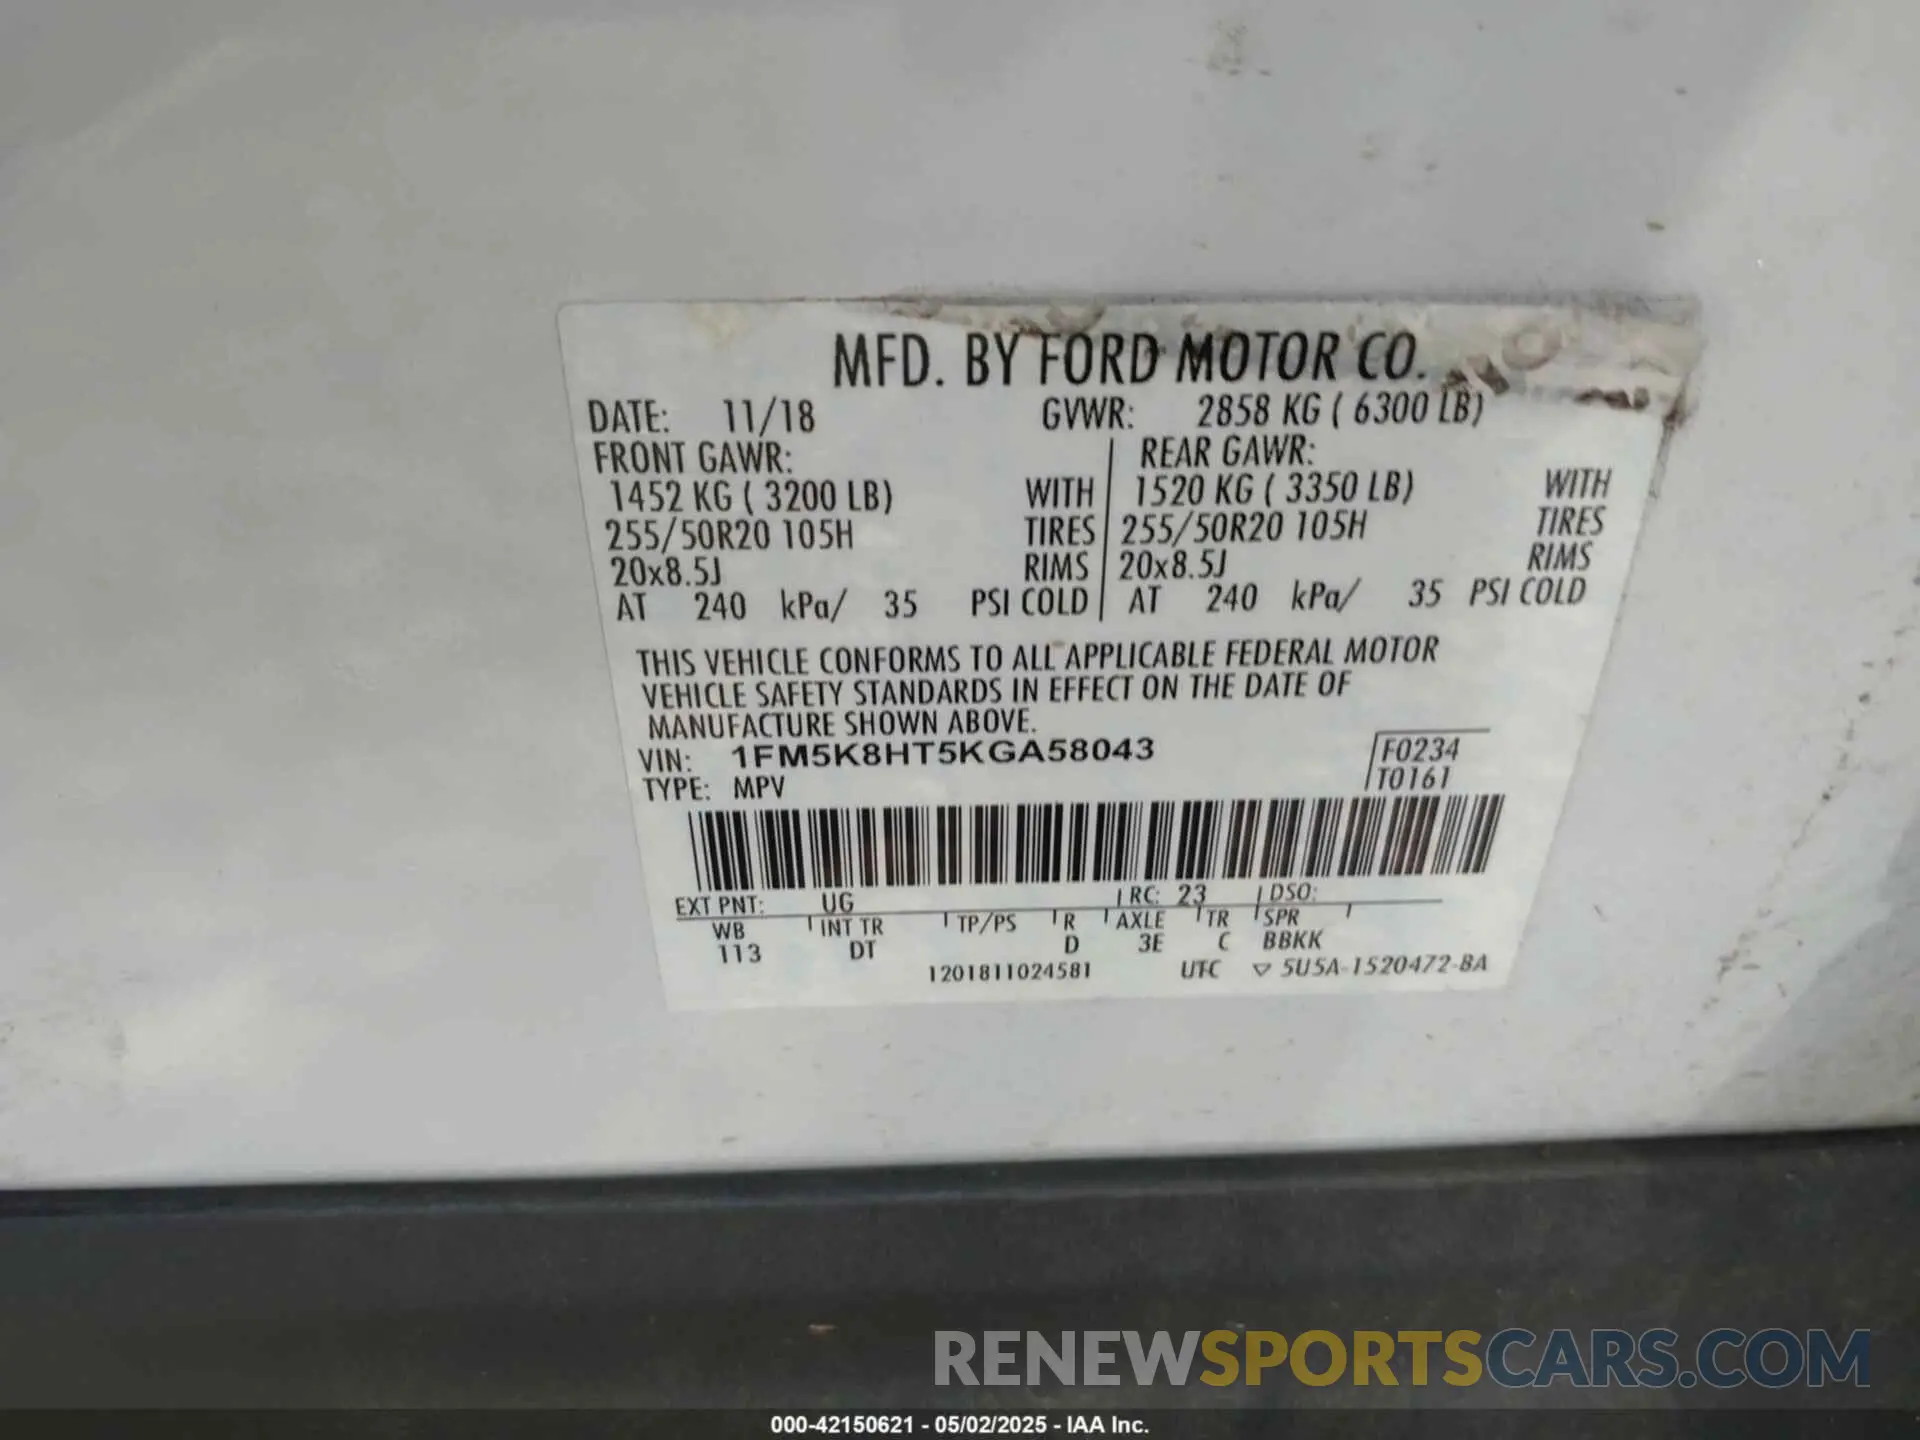 MFD. BY FORD MOTOR CO.
DATE: 11/18 GVWR: 2858 KG ( 6300 LB)
FRONT GAWR: REAR GAWR:
1452 KG ( 3200 LB) WITH 1520 KG ( 3350 LB) WITH
255/50R20 105H TIRES 255/50R20 105H TIRES
20x8.5J RIMS 20x8.5J RIMS
AT 240 kPa/ 35 PSI COLD AT 240 kPa/ 35 PSI COLD
THIS VEHICLE CONFORMS TO ALL APPLICABLE FEDERAL MOTOR
VEHICLE SAFETY STANDARDS IN EFFECT ON THE DATE OF
MANUFACTURE SHOWN ABOVE.
VIN: 1FM5K8HT5KGA58043 F0234
TYPE: MPV T0161
EXT PNT: UG RC: 23 DSO:
WB INT TR TP/PS R AXLE TR SPR
113 DT D 3E C BBKK
1201811024581 UTC ▽ 5U5A-1520472-BA
RENEWSPORTSCARS.COM
000-42150621 - 05/02/2025 - IAA Inc.